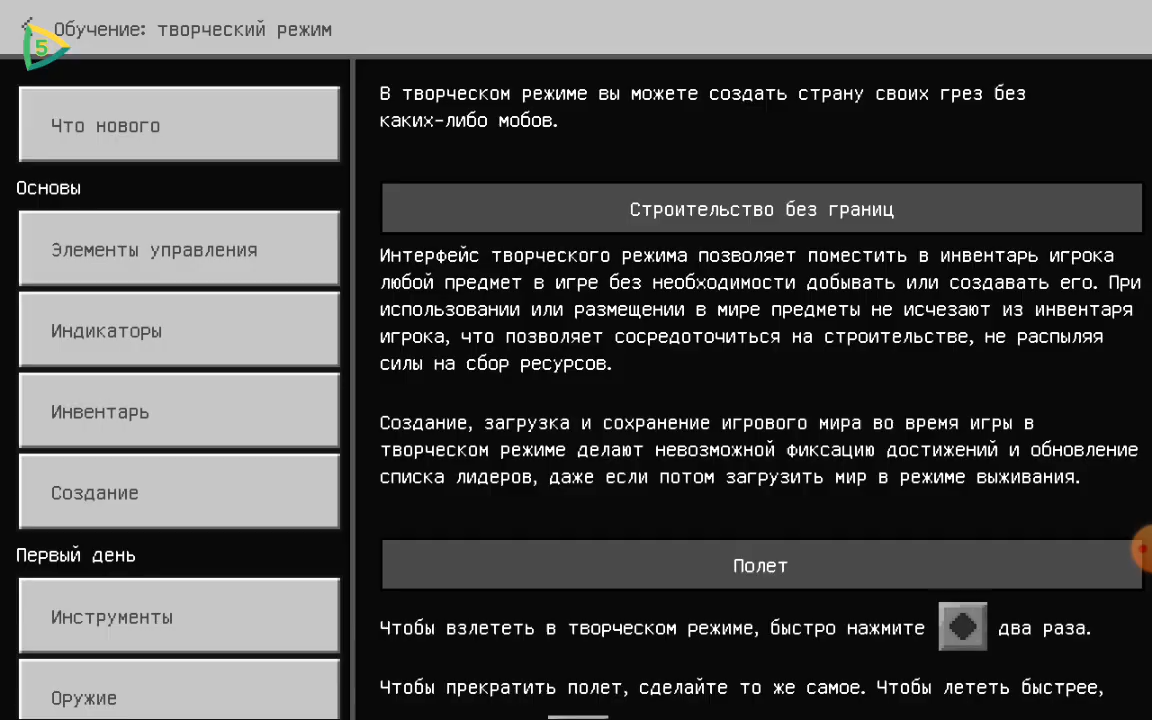 Обучение: творческий режим
5
Что нового
Основы
Элементы управления
Индикаторы
Инвентарь
Создание
Первый день
Инструменты
Оружие
В творческом режиме вы можете создать страну своих грез без
каких-либо мобов.
Строительство без границ
Интерфейс творческого режима позволяет поместить в инвентарь игрока
любой предмет в игре без необходимости добывать или создавать его. При
использовании или размещении в мире предметы не исчезают из инвентаря
игрока, что позволяет сосредоточиться на строительстве, не распыляя
силы на сбор ресурсов.
Создание, загрузка и сохранение игрового мира во время игры в
творческом режиме делают невозможной фиксацию достижений и обновление
списка лидеров, даже если потом загрузить мир в режиме выживания.
Полет
Чтобы взлететь в творческом режиме, быстро нажмите два раза.
Чтобы прекратить полет, сделайте то же самое. Чтобы лететь быстрее,